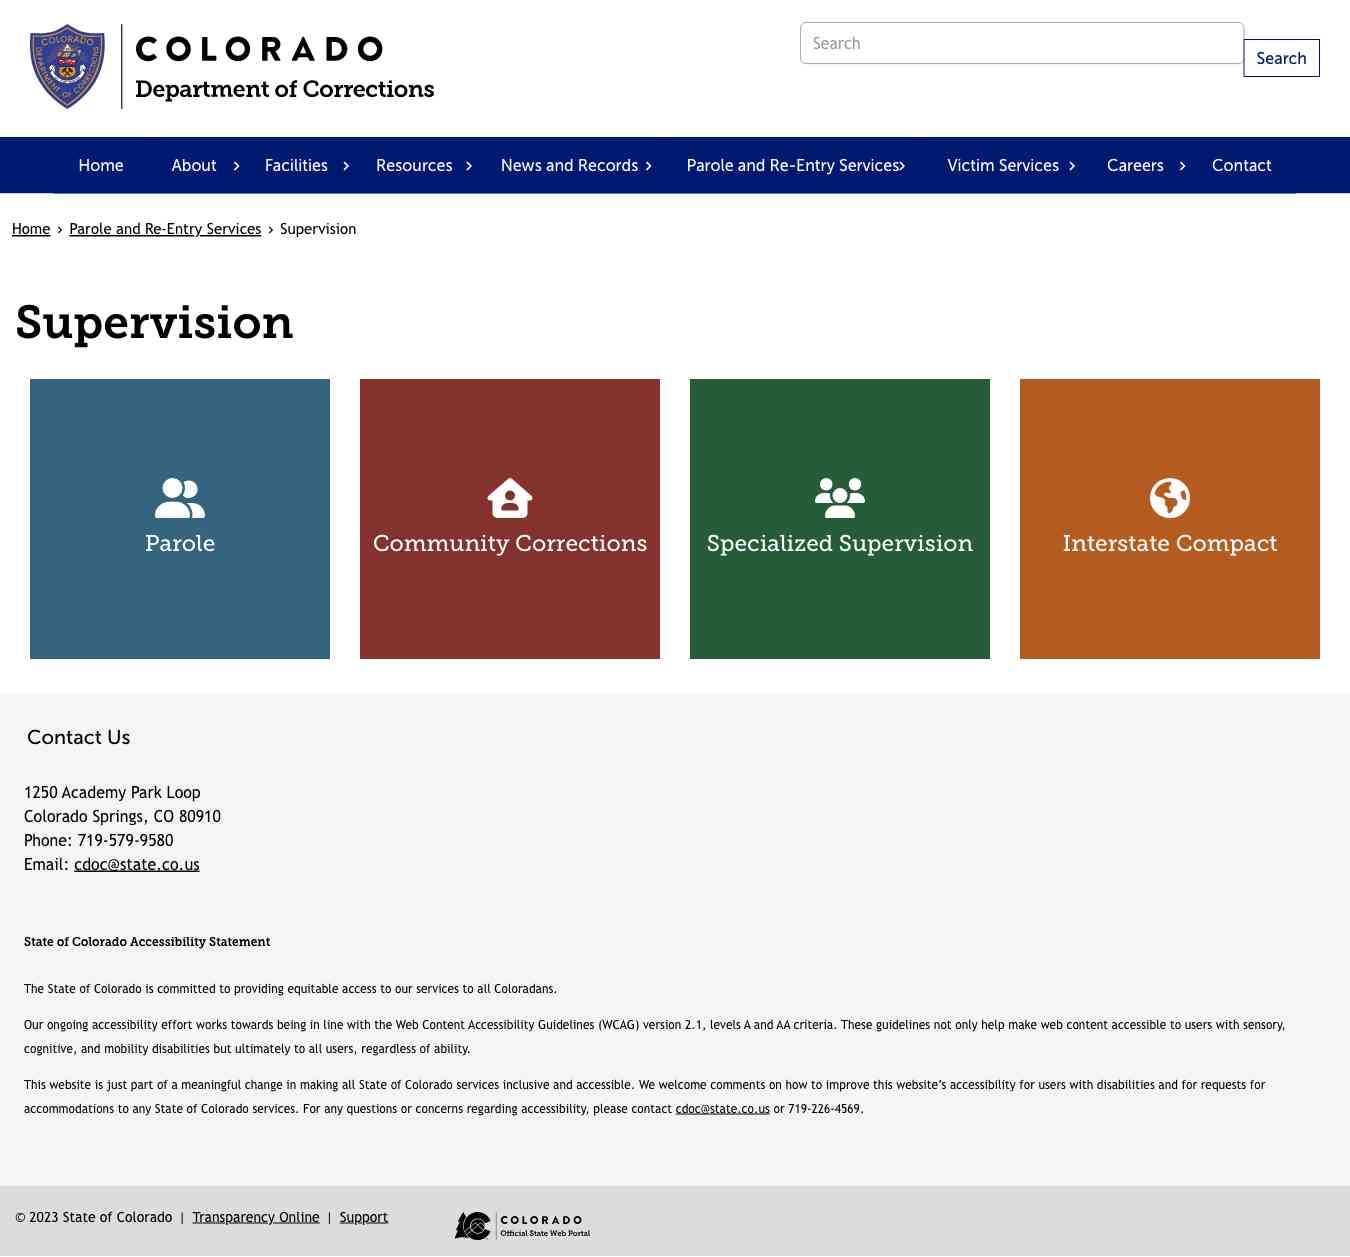 COLORADO
Department of Corrections
Search
Search
Home About Facilities Resources News and Records Parole and Re-Entry Services Victim Services Careers Contact
Home › Parole and Re-Entry Services › Supervision
Supervision
Parole
Community Corrections
Specialized Supervision
Interstate Compact
Contact Us
1250 Academy Park Loop
Colorado Springs, CO 80910
Phone: 719-579-9580
Email: cdoc@state.co.us
State of Colorado Accessibility Statement
The State of Colorado is committed to providing equitable access to our services to all Coloradans.
Our ongoing accessibility effort works towards being in line with the Web Content Accessibility Guidelines (WCAG) version 2.1, levels A and AA criteria. These guidelines not only help make web content accessible to users with sensory,
cognitive, and mobility disabilities but ultimately to all users, regardless of ability.
This website is just part of a meaningful change in making all State of Colorado services inclusive and accessible. We welcome comments on how to improve this website’s accessibility for users with disabilities and for requests for
accommodations to any State of Colorado services. For any questions or concerns regarding accessibility, please contact cdoc@state.co.us or 719-226-4569.
© 2023 State of Colorado | Transparency Online | Support
COLORADO
Official State Web Portal